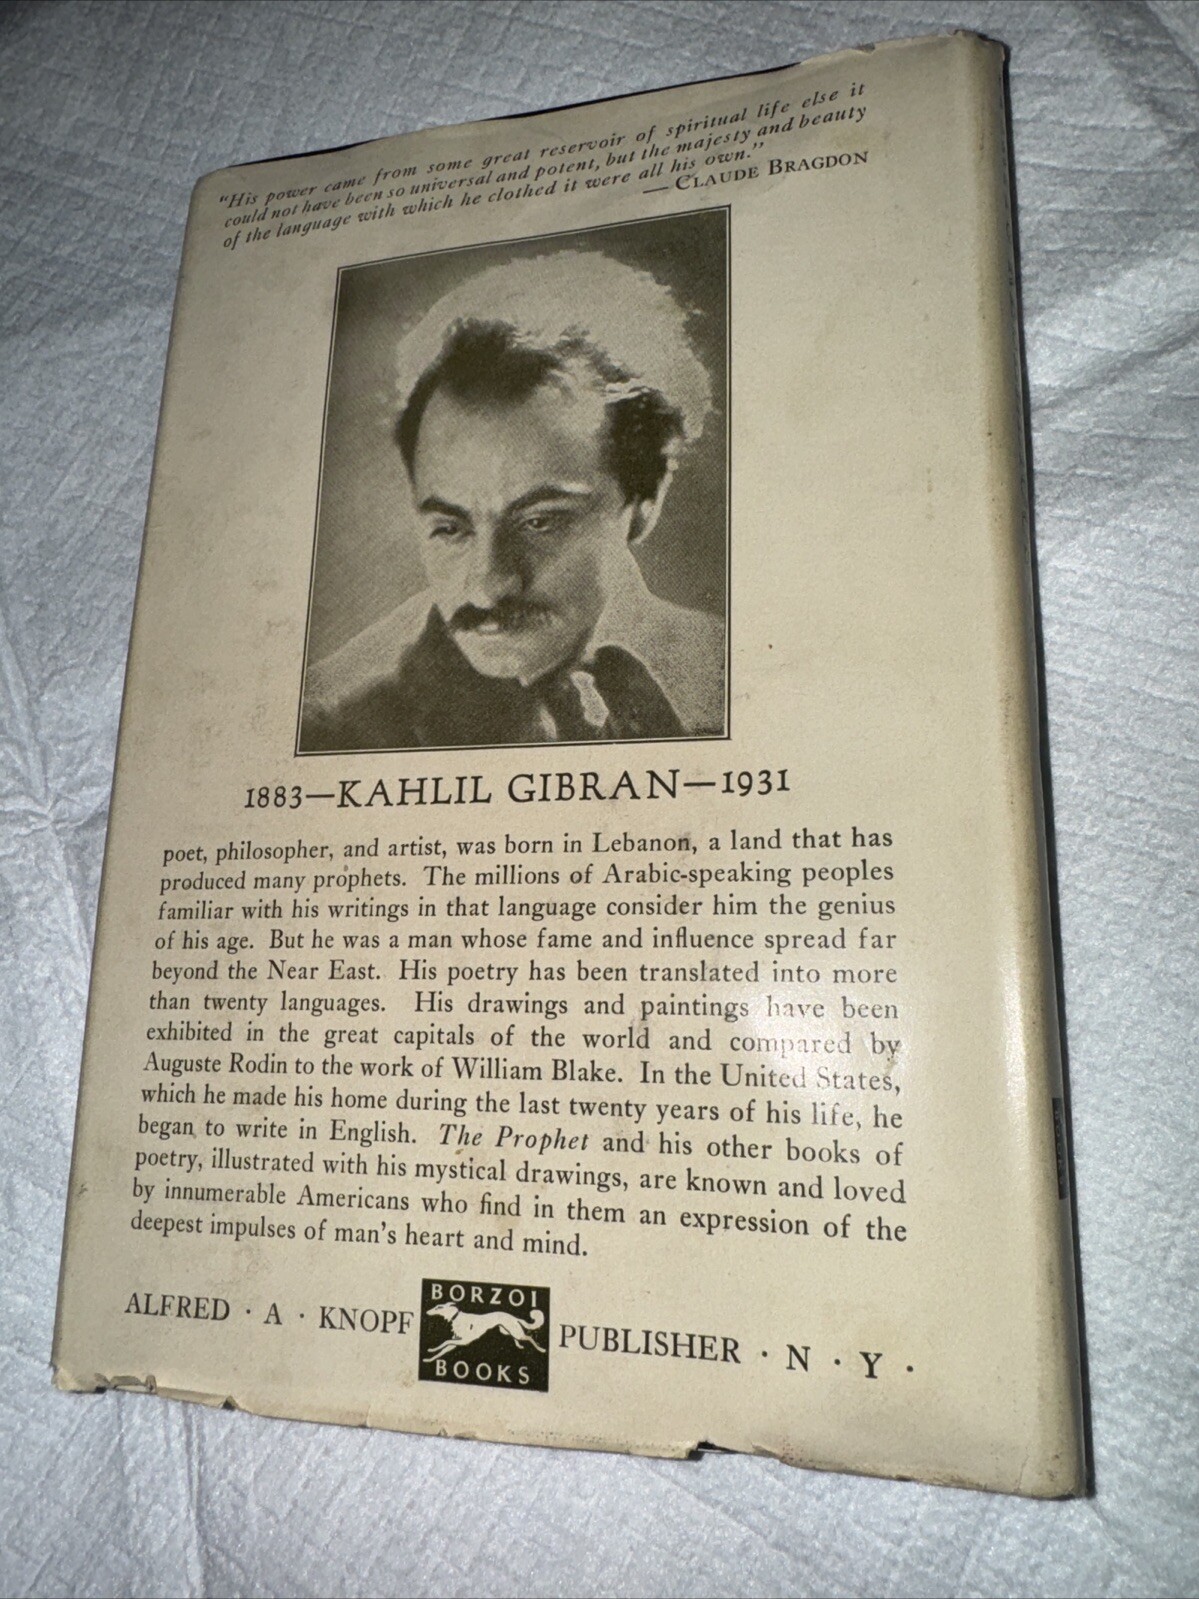 "His power came from some great reservoir of spiritual life else it
could not have been so universal and potent, but the majesty and beauty
of the language with which he clothed it were all his own."
— CLAUDE BRAGDON
1883—KAHLIL GIBRAN—1931
poet, philosopher, and artist, was born in Lebanon, a land that has
produced many prophets. The millions of Arabic-speaking peoples
familiar with his writings in that language consider him the genius
of his age. But he was a man whose fame and influence spread far
beyond the Near East. His poetry has been translated into more
than twenty languages. His drawings and paintings have been
exhibited in the great capitals of the world and compared by
Auguste Rodin to the work of William Blake. In the United States,
which he made his home during the last twenty years of his life, he
began to write in English. The Prophet and his other books of
poetry, illustrated with his mystical drawings, are known and loved
by innumerable Americans who find in them an expression of the
deepest impulses of man's heart and mind.
ALFRED · A · KNOPF BORZOI BOOKS PUBLISHER · N · Y ·